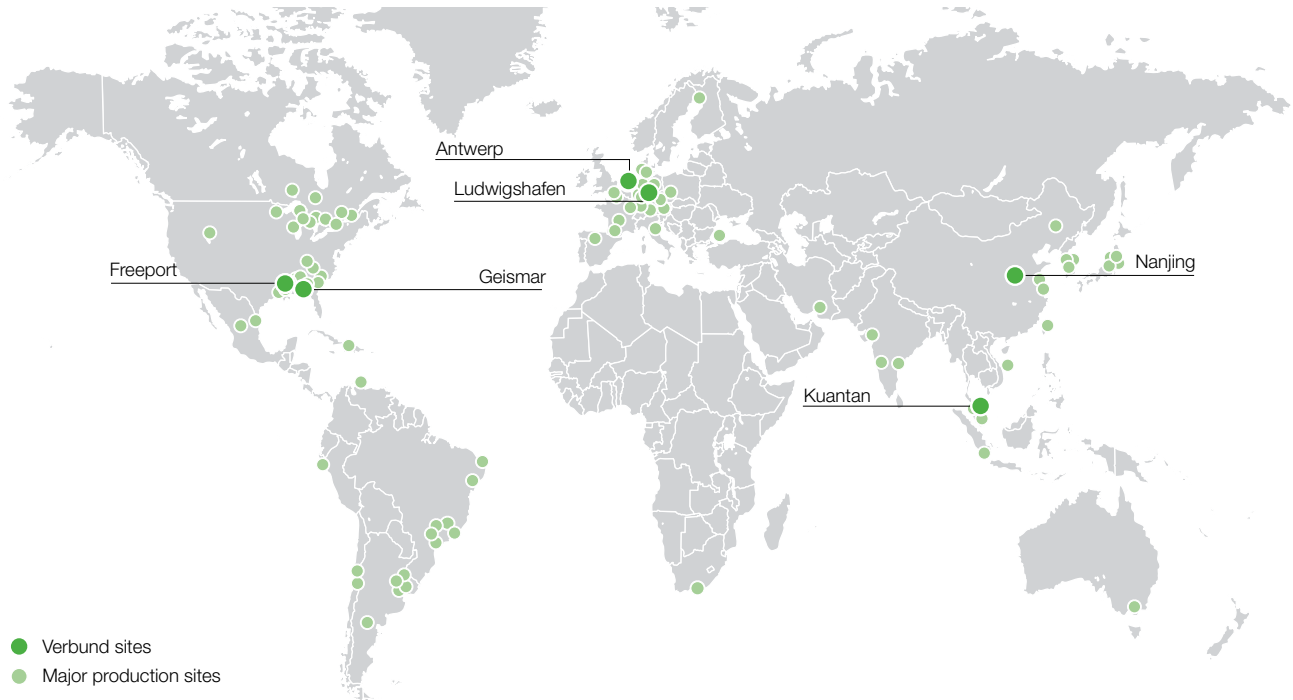 Antwerp
Ludwigshafen
Freeport
Geismar
Nanjing
Kuantan
Verbund sites
Major production sites